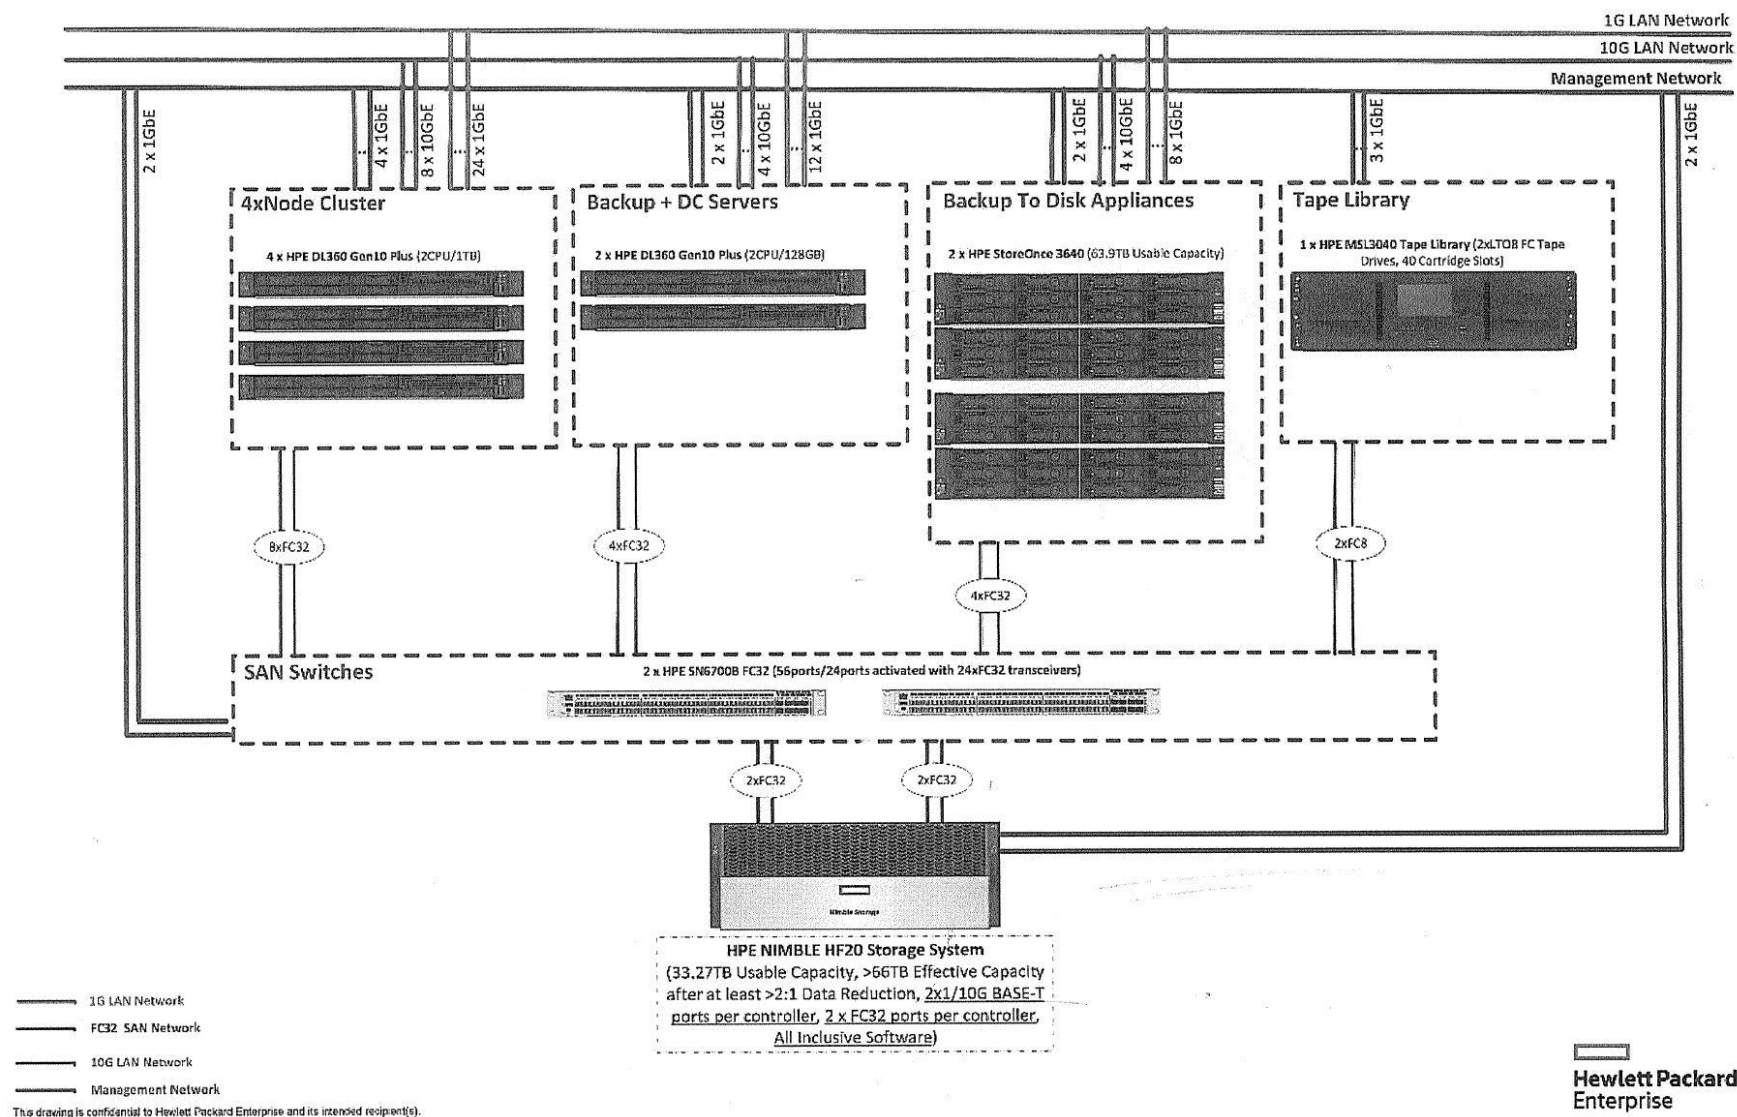 1G LAN Network
10G LAN Network
Management Network
2 x 1GbE
4 x 1GbE
8 x 10GbE
24 x 1GbE
2 x 1GbE
4 x 10GbE
12 x 1GbE
2 x 1GbE
4 x 10GbE
8 x 1GbE
3 x 1GbE
2 x 1GbE
4xNode Cluster
4 x HPE DL360 Gen10 Plus (2CPU/1TB)
Backup + DC Servers
2 x HPE DL360 Gen10 Plus (2CPU/128GB)
Backup To Disk Appliances
2 x HPE StoreOnce 3640 (63.9TB Usable Capacity)
Tape Library
1 x HPE MSL3040 Tape Library (2xLTO8 FC Tape
Drives, 40 Cartridge Slots)
8xFC32
4xFC32
4xFC32
2xFC8
SAN Switches
2 x HPE SN6700B FC32 (56ports/24ports activated with 24xFC32 transceivers)
2xFC32
2xFC32
Nimble Storage
HPE NIMBLE HF20 Storage System
(33.27TB Usable Capacity, >66TB Effective Capacity
after at least >2:1 Data Reduction, 2x1/10G BASE-T
ports per controller, 2 x FC32 ports per controller,
All Inclusive Software)
1G LAN Network
FC32 SAN Network
10G LAN Network
Management Network
This drawing is confidential to Hewlett Packard Enterprise and its intended recipient(s).
Hewlett Packard
Enterprise